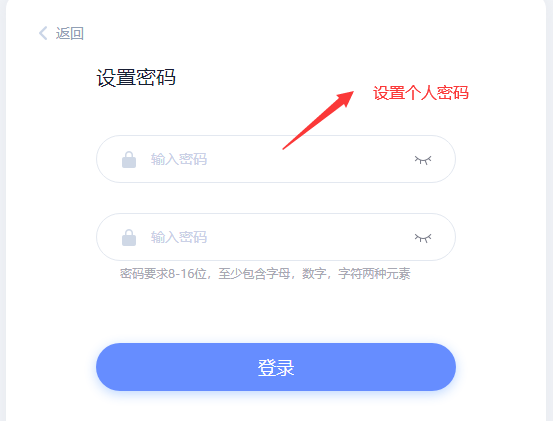 返回
设置密码
设置个人密码
输入密码
输入密码
密码要求8-16位，至少包含字母，数字，字符两种元素
登录